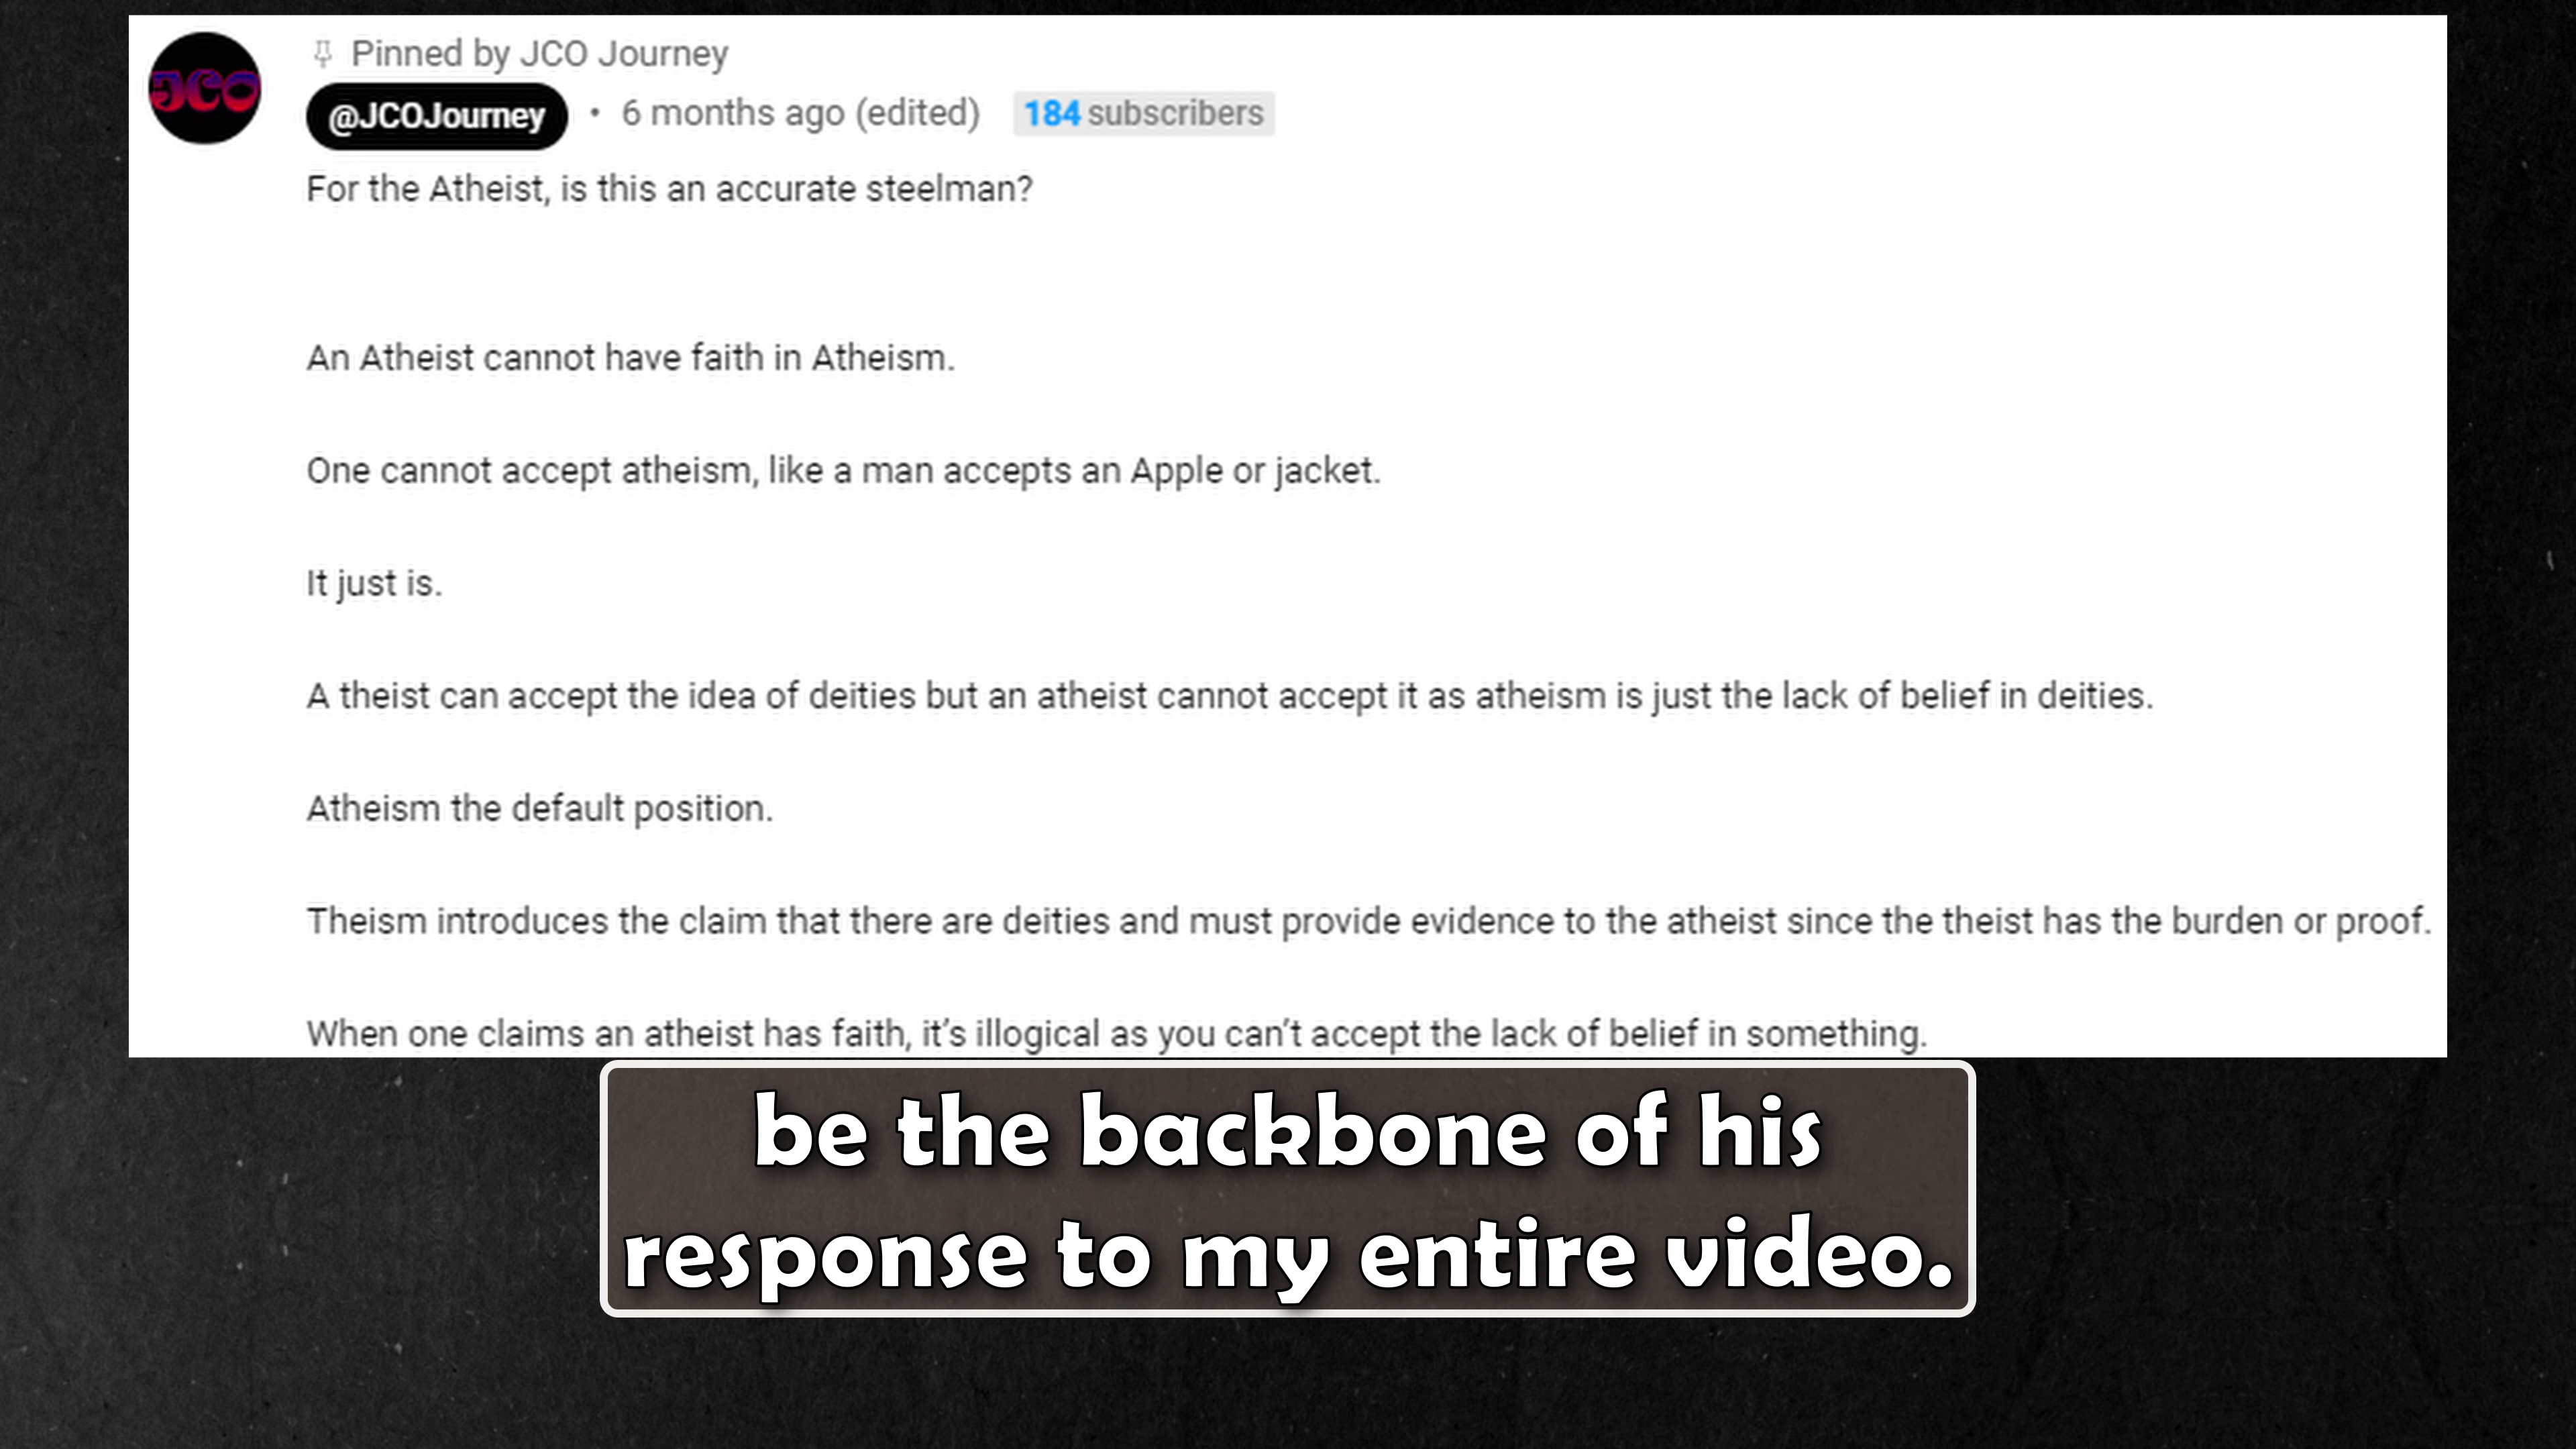 JCO
Pinned by JCO Journey
@JCOJourney • 6 months ago (edited) 184 subscribers
For the Atheist, is this an accurate steelman?
An Atheist cannot have faith in Atheism.
One cannot accept atheism, like a man accepts an Apple or jacket.
It just is.
A theist can accept the idea of deities but an atheist cannot accept it as atheism is just the lack of belief in deities.
Atheism the default position.
Theism introduces the claim that there are deities and must provide evidence to the atheist since the theist has the burden or proof.
When one claims an atheist has faith, it’s illogical as you can’t accept the lack of belief in something.
be the backbone of his
response to my entire video.